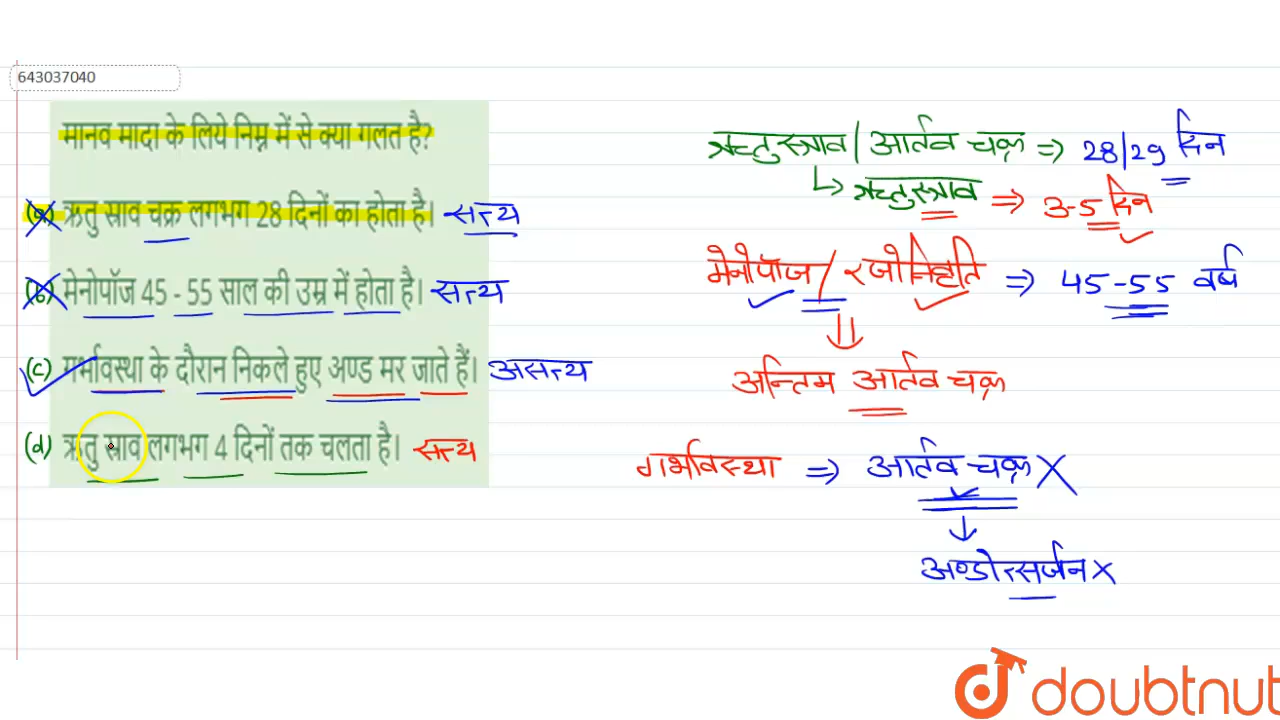 643037040
मानव मादा के लिये निम्न में से क्या गलत है?
(a) ऋतु स्राव चक्र लगभग 28 दिनों का होता है। सत्य
(b) मेनोपॉज 45 - 55 साल की उम्र में होता है। सत्य
(c) गर्भावस्था के दौरान निकले हुए अण्ड मर जाते हैं। असत्य
(d) ऋतु स्राव लगभग 4 दिनों तक चलता है। सत्य
ऋतुस्त्राव / आर्तव चक्र => 28/29 दिन
↳ ऋतुस्त्राव => 3-5 दिन
मेनोपॉज / रजोनिवृति => 45-55 वर्ष
अन्तिम आर्तव चक्र
गर्भावस्था => आर्तव चक्र X
↓
अण्डोत्सर्जन X
doubtnut